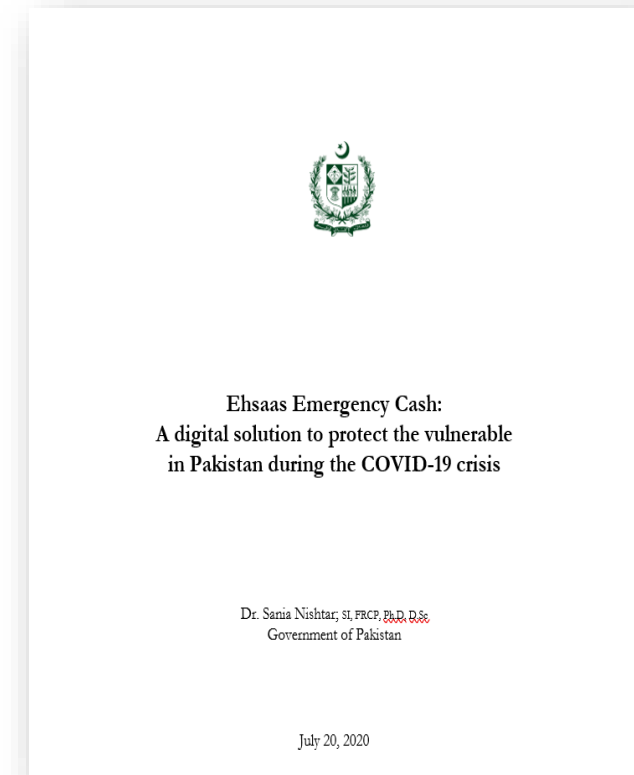 Ehsaas Emergency Cash:
A digital solution to protect the vulnerable
in Pakistan during the COVID-19 crisis
Dr. Sania Nishtar; SI, FRCP, Ph.D, D.Sc.
Government of Pakistan
July 20, 2020